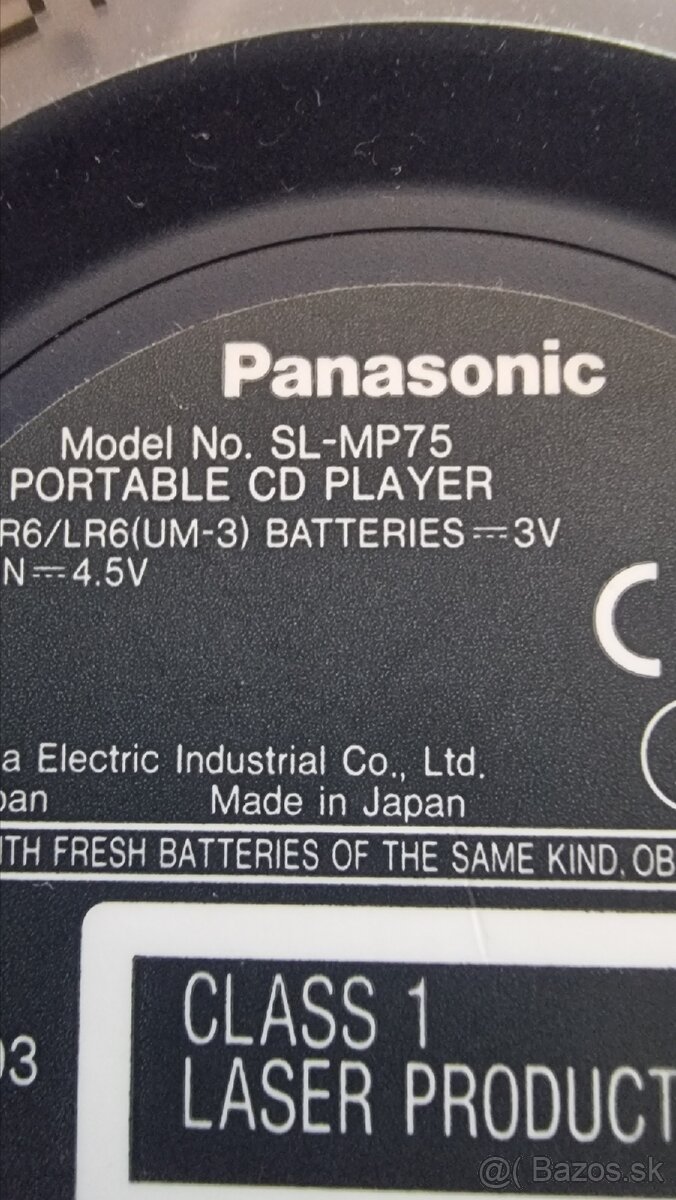 Panasonic
Model No. SL-MP75
PORTABLE CD PLAYER
R6/LR6(UM-3) BATTERIES ⎓3V
N⎓4.5V
a Electric Industrial Co., Ltd.
pan Made in Japan
ITH FRESH BATTERIES OF THE SAME KIND, OB
CLASS 1
03
LASER PRODUCT
@( Bazos.sk